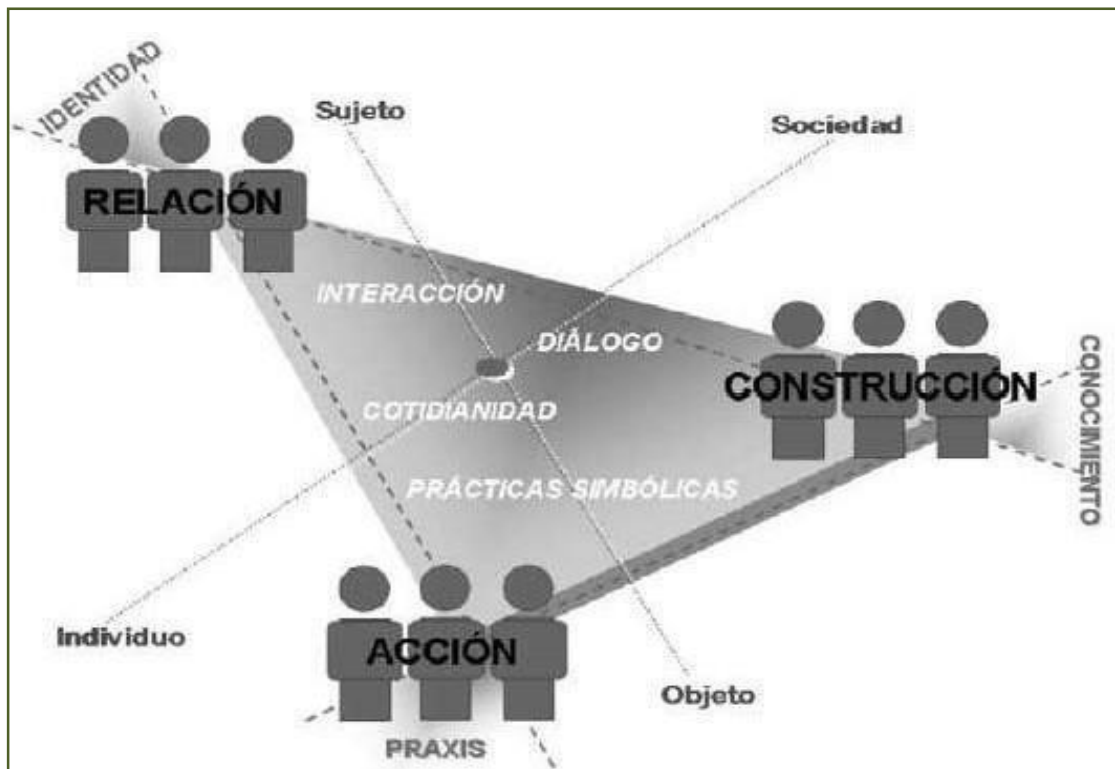 IDENTIDAD
Sujeto
Sociedad
RELACIÓN
INTERACCIÓN
DIÁLOGO
CONSTRUCCIÓN
CONOCIMIENTO
COTIDIANIDAD
PRÁCTICAS SIMBÓLICAS
Individuo
ACCIÓN
Objeto
PRAXIS